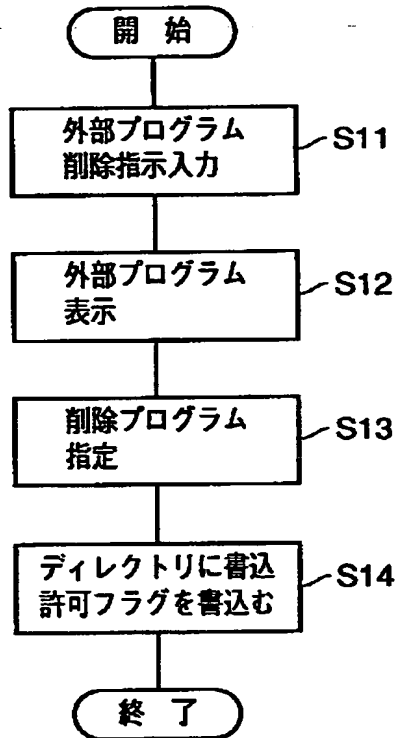 開始
外部プログラム
削除指示入力
S11
外部プログラム
表示
S12
削除プログラム
指定
S13
ディレクトリに書込
許可フラグを書込む
S14
終了